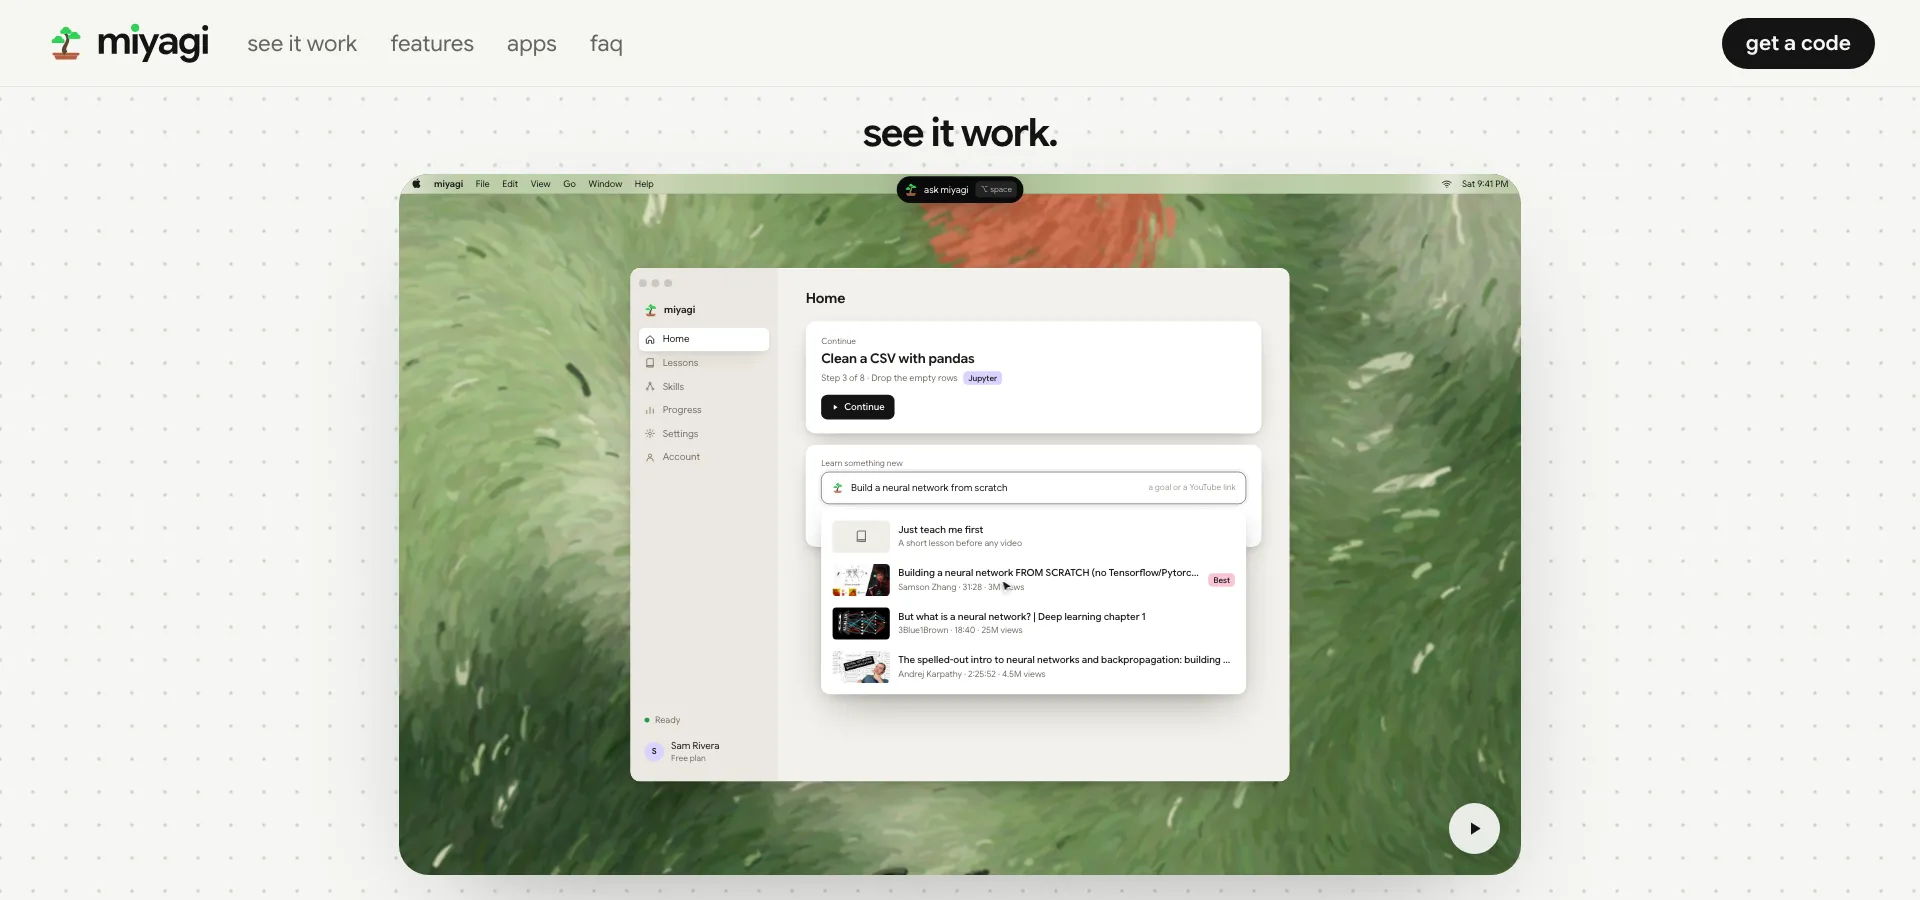 miyagi
see it work
features
apps
faq
get a code
see it work.
miyagi File Edit View Go Window Help
ask miyagi ⌥ space
Sat 9:41 PM
miyagi
Home
Lessons
Skills
Progress
Settings
Account
Ready
S
Sam Rivera
Free plan
Home
Continue
Clean a CSV with pandas
Step 3 of 8 · Drop the empty rows Jupyter
Continue
Learn something new
Build a neural network from scratch a goal or a YouTube link
Just teach me first
A short lesson before any video
Building a neural network FROM SCRATCH (no Tensorflow/Pytorc...
Samson Zhang · 31:28 · 3M views
Best
But what is a neural network? | Deep learning chapter 1
3Blue1Brown · 18:40 · 25M views
The spelled-out intro to neural networks and backpropagation: building ...
Andrej Karpathy · 2:25:52 · 4.5M views